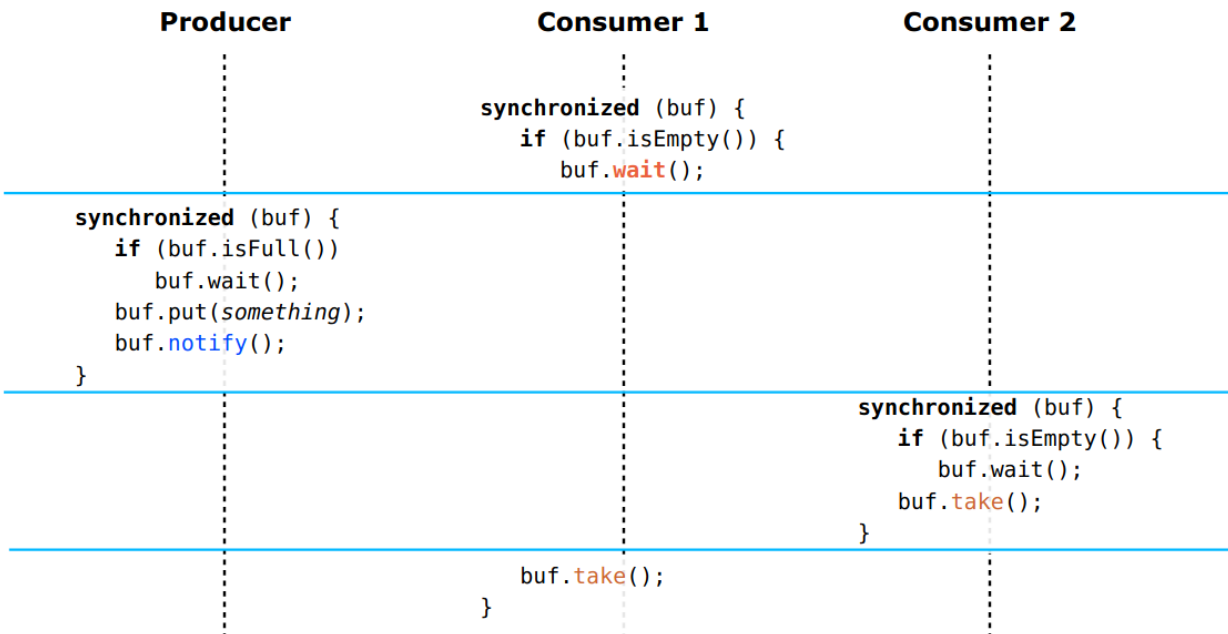 Producer Consumer 1 Consumer 2
synchronized (buf) {
if (buf.isEmpty()) {
buf.wait();
synchronized (buf) {
if (buf.isFull())
buf.wait();
buf.put(something);
buf.notify();
}
synchronized (buf) {
if (buf.isEmpty()) {
buf.wait();
buf.take();
}
buf.take();
}